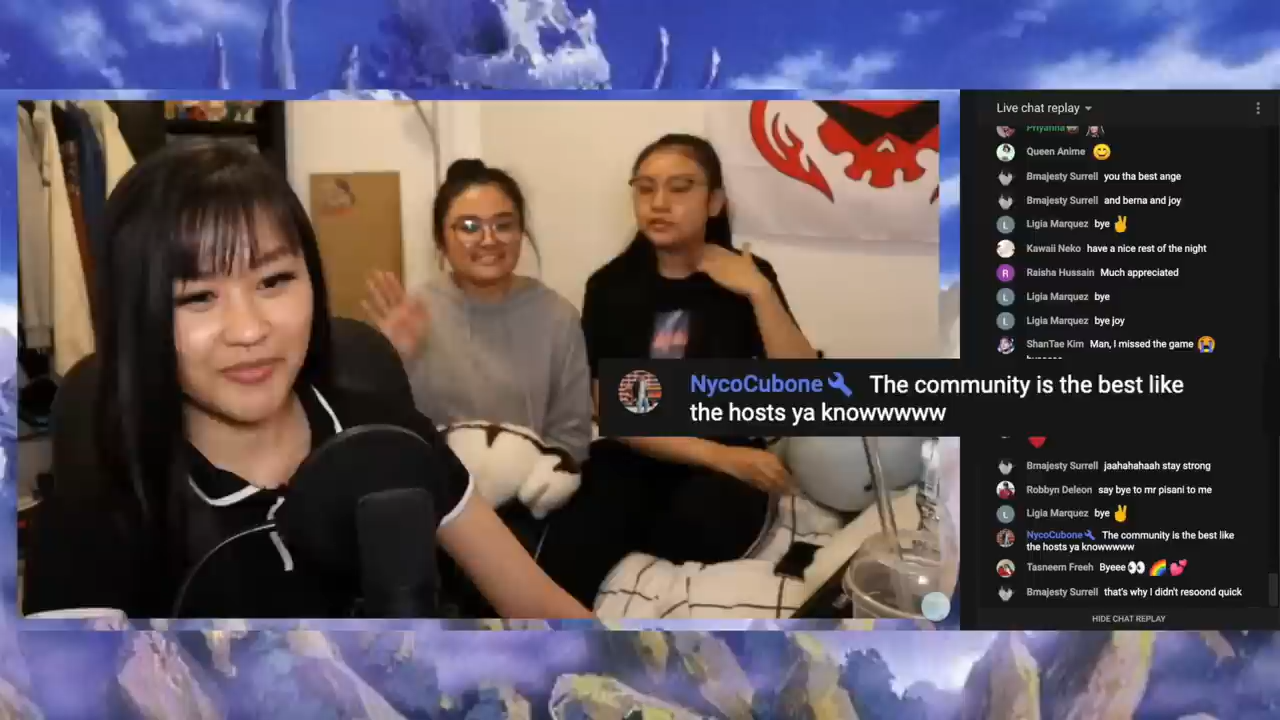 Live chat replay
Priyanna
Queen Anime
Bmajesty Surrell you tha best ange
Bmajesty Surrell and berna and joy
Ligia Marquez bye ✌
Kawaii Neko have a nice rest of the night
R Raisha Hussain Much appreciated
L Ligia Marquez bye
L Ligia Marquez bye joy
ShanTae Kim Man, I missed the game 😭
NycoCubone The community is the best like
the hosts ya knowwwww
Bmajesty Surrell jaahahahaah stay strong
Robbyn Deleon say bye to mr pisani to me
L Ligia Marquez bye ✌
NycoCubone The community is the best like
the hosts ya knowwwww
Tasneem Freeh Byeee 👀 🌈 💕
Bmajesty Surrell that's why I didn't resoond quick
HIDE CHAT REPLAY